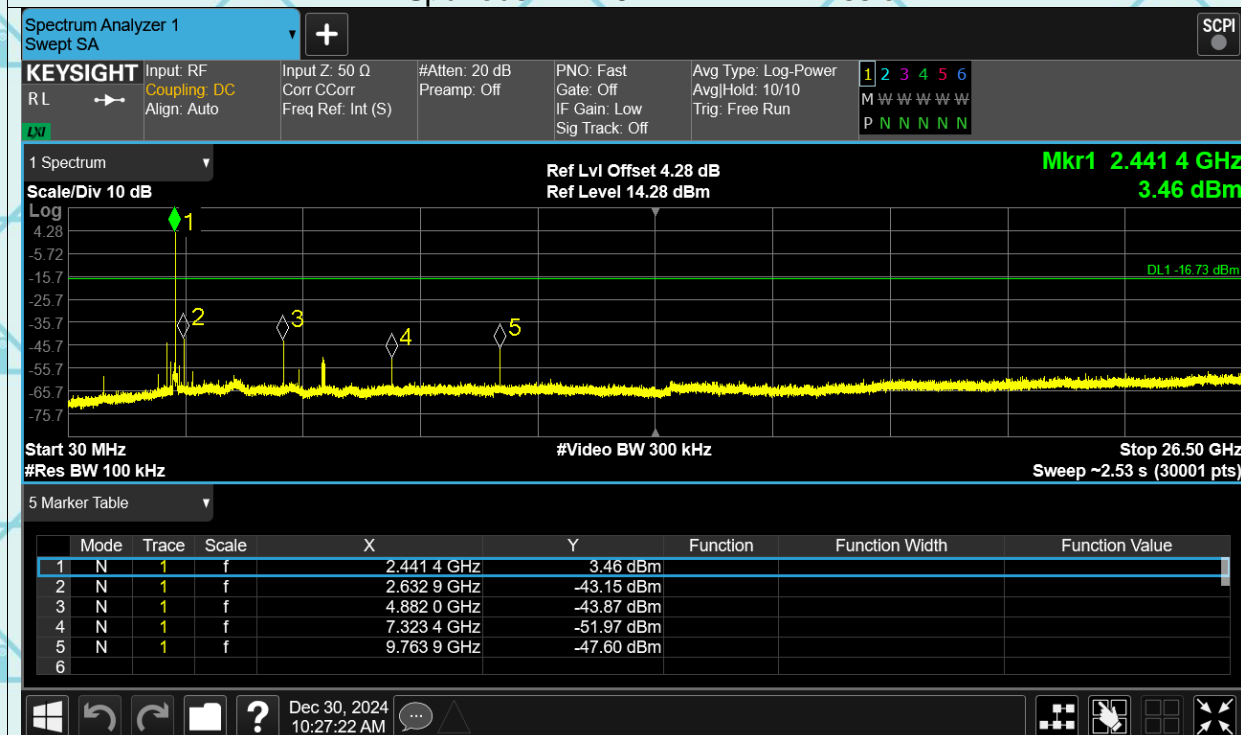 Spectrum Analyzer 1
Swept SA
SCPI
KEYSIGHT
RL
LXI
Input: RF
Coupling: DC
Align: Auto
Input Z: 50 Ω
Corr CCorr
Freq Ref: Int (S)
#Atten: 20 dB
Preamp: Off
PNO: Fast
Gate: Off
IF Gain: Low
Sig Track: Off
Avg Type: Log-Power
Avg|Hold: 10/10
Trig: Free Run
1 2 3 4 5 6
M W W W W W
P N N N N N
1 Spectrum
Scale/Div 10 dB
Ref Lvl Offset 4.28 dB
Ref Level 14.28 dBm
Mkr1 2.441 4 GHz
3.46 dBm
Log
4.28
-5.72
-15.7
-25.7
-35.7
-45.7
-55.7
-65.7
-75.7
1
2
3
4
5
DL1 -16.73 dBm
Start 30 MHz
#Video BW 300 kHz
Stop 26.50 GHz
#Res BW 100 kHz
Sweep ~2.53 s (30001 pts)
5 Marker Table
Mode Trace Scale X Y Function Function Width Function Value
1 N 1 f 2.441 4 GHz 3.46 dBm
2 N 1 f 2.632 9 GHz -43.15 dBm
3 N 1 f 4.882 0 GHz -43.87 dBm
4 N 1 f 7.323 4 GHz -51.97 dBm
5 N 1 f 9.763 9 GHz -47.60 dBm
6
Dec 30, 2024
10:27:22 AM